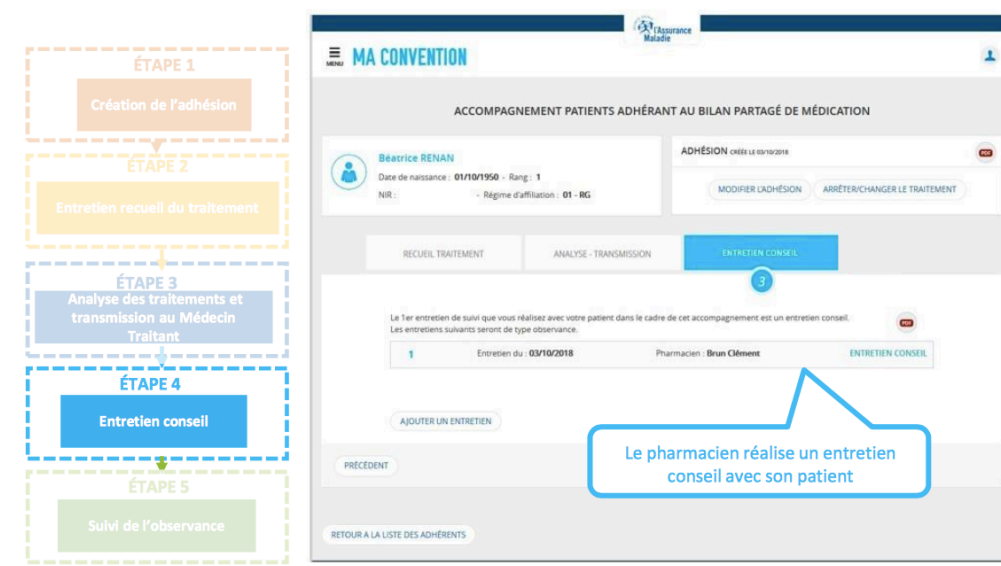 ÉTAPE 1
Création de l'adhésion
ÉTAPE 2
Entretien recueil du traitement
ÉTAPE 3
Analyse des traitements et
transmission au Médecin
Traitant
ÉTAPE 4
Entretien conseil
ÉTAPE 5
Suivi de l'observance
l'Assurance
Maladie
MENU
MA CONVENTION
ACCOMPAGNEMENT PATIENTS ADHÉRANT AU BILAN PARTAGÉ DE MÉDICATION
Béatrice RENAN
Date de naissance : 01/10/1950 - Rang : 1
NIR : - Régime d'affiliation : 01 - RG
ADHÉSION CRÉÉE LE 03/10/2018
PDF
MODIFIER L'ADHÉSION
ARRÊTER/CHANGER LE TRAITEMENT
RECUEIL TRAITEMENT
ANALYSE - TRANSMISSION
ENTRETIEN CONSEIL
3
Le 1er entretien de suivi que vous réalisez avec votre patient dans le cadre de cet accompagnement est un entretien conseil.
Les entretiens suivants seront de type observance.
PDF
1 Entretien du : 03/10/2018 Pharmacien : Brun Clément ENTRETIEN CONSEIL
AJOUTER UN ENTRETIEN
Le pharmacien réalise un entretien
conseil avec son patient
PRÉCÉDENT
RETOUR A LA LISTE DES ADHÉRENTS